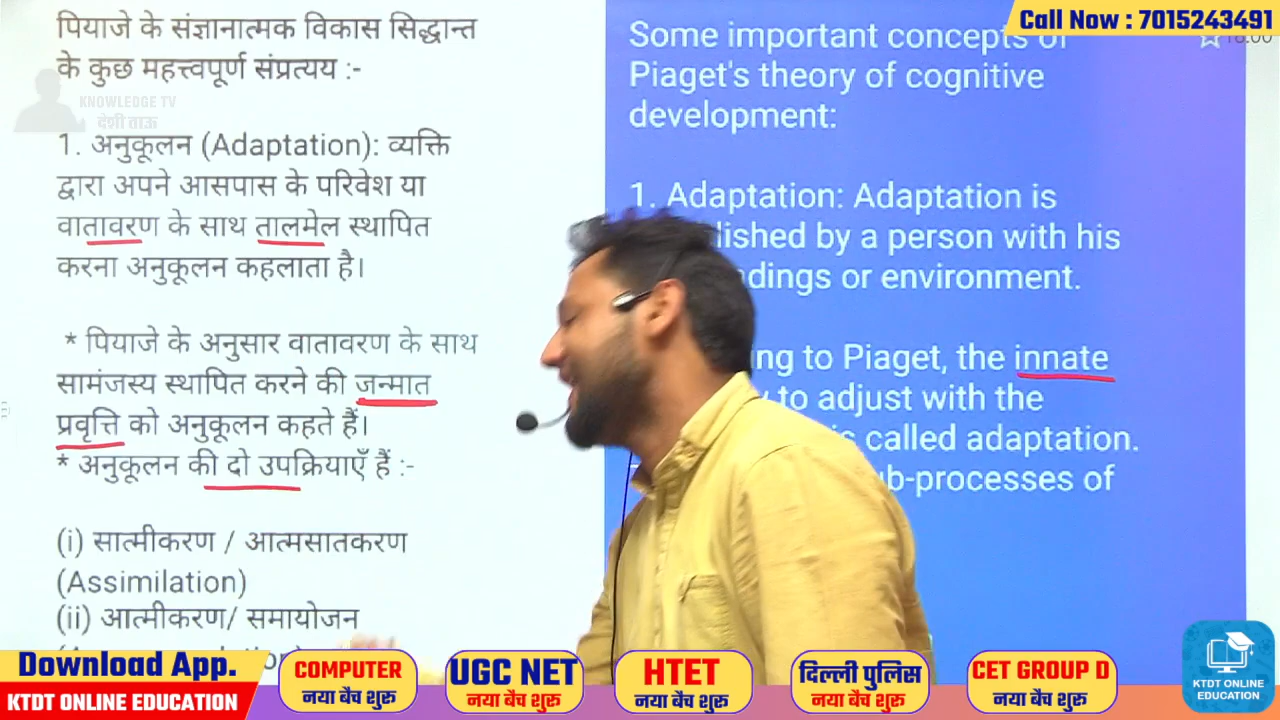 Call Now : 7015243491
पियाजे के संज्ञानात्मक विकास सिद्धान्त
के कुछ महत्त्वपूर्ण संप्रत्यय :-
KNOWLEDGE TV
देशी ताऊ
1. अनुकूलन (Adaptation): व्यक्ति
द्वारा अपने आसपास के परिवेश या
वातावरण के साथ तालमेल स्थापित
करना अनुकूलन कहलाता है।
* पियाजे के अनुसार वातावरण के साथ
सामंजस्य स्थापित करने की जन्मात
प्रवृत्ति को अनुकूलन कहते हैं।
* अनुकूलन की दो उपक्रियाएँ हैं :-
(i) सात्मीकरण / आत्मसातकरण
(Assimilation)
(ii) आत्मीकरण/ समायोजन
Some important concepts of
Piaget's theory of cognitive
development:
1. Adaptation: Adaptation is
lished by a person with his
dings or environment.
ing to Piaget, the innate
to adjust with the
is called adaptation.
b-processes of
Download App.
KTDT ONLINE EDUCATION
COMPUTER
नया बैच शुरू
UGC NET
नया बैच शुरू
HTET
नया बैच शुरू
दिल्ली पुलिस
नया बैच शुरू
CET GROUP D
नया बैच शुरू
KTDT ONLINE
EDUCATION